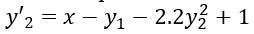 y′₂ = x − y₁ − 2.2y₂² + 1